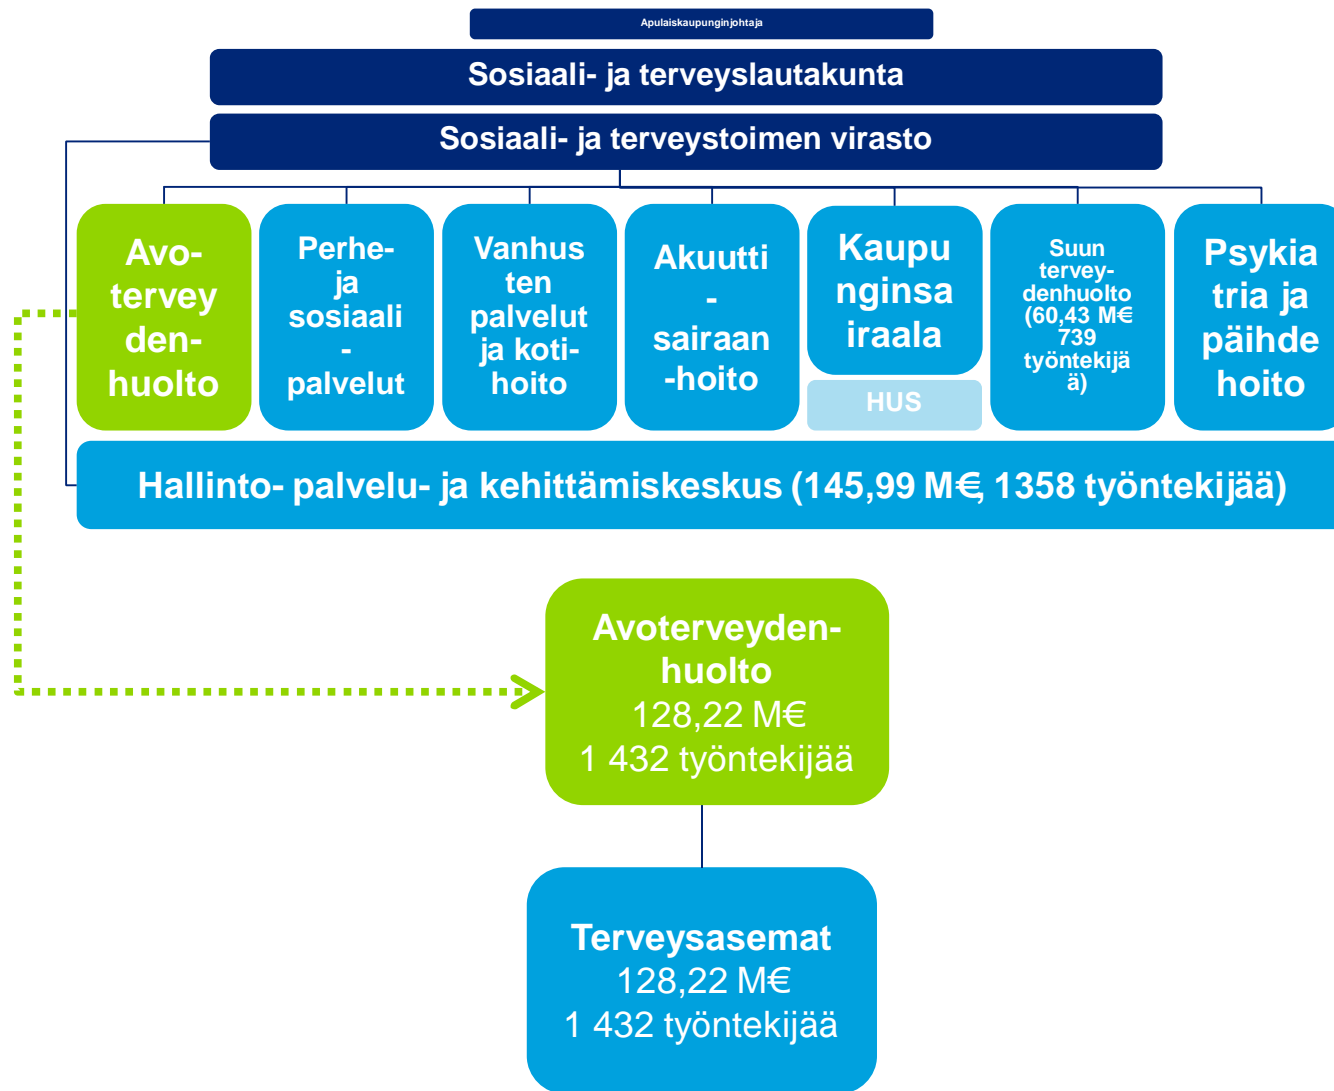 Apulaiskaupunginjohtaja
Sosiaali- ja terveyslautakunta
Sosiaali- ja terveystoimen virasto
Avo-
tervey
den-
huolto
Perhe-
ja
sosiaali
-
palvelut
Vanhus
ten
palvelut
ja koti-
hoito
Akuutti
-
sairaan
-hoito
Kaupu
nginsa
iraala
HUS
Suun
tervey-
denhuolto
(60,43 M€
739
työntekijä
ä)
Psykia
tria ja
päihde
hoito
Hallinto- palvelu- ja kehittämiskeskus (145,99 M€, 1358 työntekijää)
Avoterveyden-
huolto
128,22 M€
1 432 työntekijää
Terveysasemat
128,22 M€
1 432 työntekijää